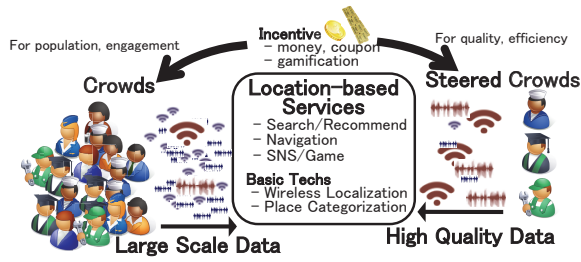 Incentive
– money, coupon
– gamification
For population, engagement
For quality, efficiency
Crowds
Steered Crowds
Location-based
Services
– Search/Recommend
– Navigation
– SNS/Game
Basic Techs
– Wireless Localization
– Place Categorization
Large Scale Data
High Quality Data